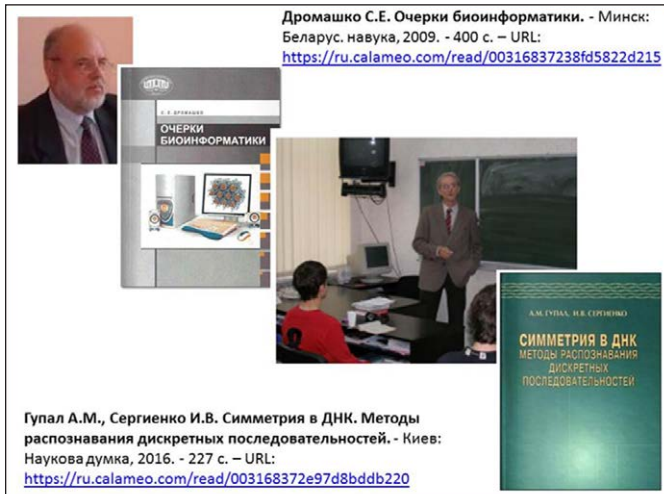 Дромашко С.Е. Очерки биоинформатики. - Минск:
Беларус. навука, 2009. - 400 с. – URL:
https://ru.calameo.com/read/00316837238fd5822d215
С. Е. ДРОМАШКО
ОЧЕРКИ
БИОИНФОРМАТИКИ
А.М. ГУПАЛ, И.В. СЕРГИЕНКО
СИММЕТРИЯ В ДНК
МЕТОДЫ РАСПОЗНАВАНИЯ
ДИСКРЕТНЫХ
ПОСЛЕДОВАТЕЛЬНОСТЕЙ
Гупал А.М., Сергиенко И.В. Симметрия в ДНК. Методы
распознавания дискретных последовательностей. - Киев:
Наукова думка, 2016. - 227 с. – URL:
https://ru.calameo.com/read/003168372e97d8bddb220